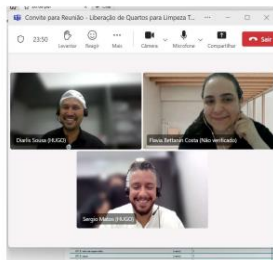 Convite para Reunião - Liberação de Quartos para Limpeza T...
23:50
Levantar
Reagir
Mais
Câmera
Microfone
Compartilhar
Sair
Diarlis Sousa (HUGO)
Flavia Betturan Costa (Não verificado)
Sergio Matos (HUGO)